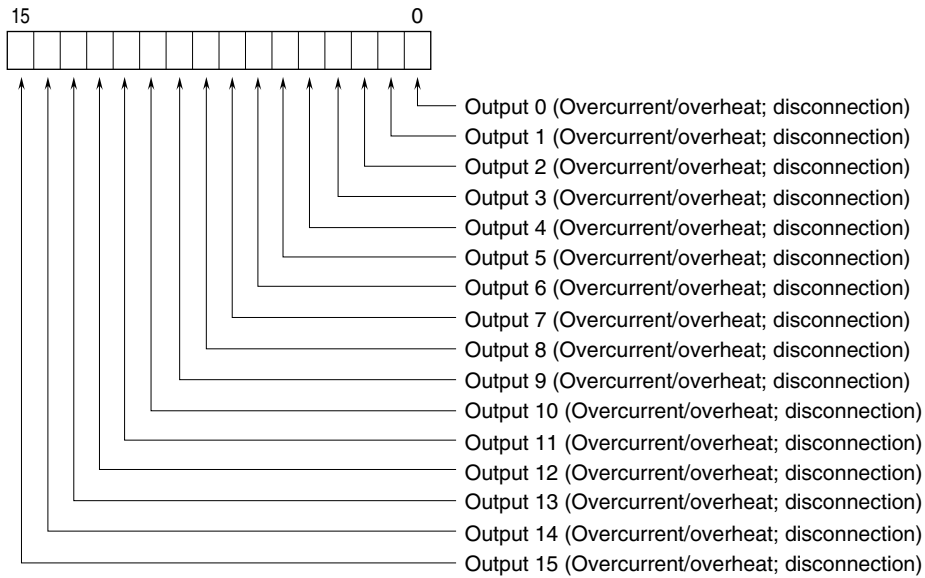 15 0
Output 0 (Overcurrent/overheat; disconnection)
Output 1 (Overcurrent/overheat; disconnection)
Output 2 (Overcurrent/overheat; disconnection)
Output 3 (Overcurrent/overheat; disconnection)
Output 4 (Overcurrent/overheat; disconnection)
Output 5 (Overcurrent/overheat; disconnection)
Output 6 (Overcurrent/overheat; disconnection)
Output 7 (Overcurrent/overheat; disconnection)
Output 8 (Overcurrent/overheat; disconnection)
Output 9 (Overcurrent/overheat; disconnection)
Output 10 (Overcurrent/overheat; disconnection)
Output 11 (Overcurrent/overheat; disconnection)
Output 12 (Overcurrent/overheat; disconnection)
Output 13 (Overcurrent/overheat; disconnection)
Output 14 (Overcurrent/overheat; disconnection)
Output 15 (Overcurrent/overheat; disconnection)